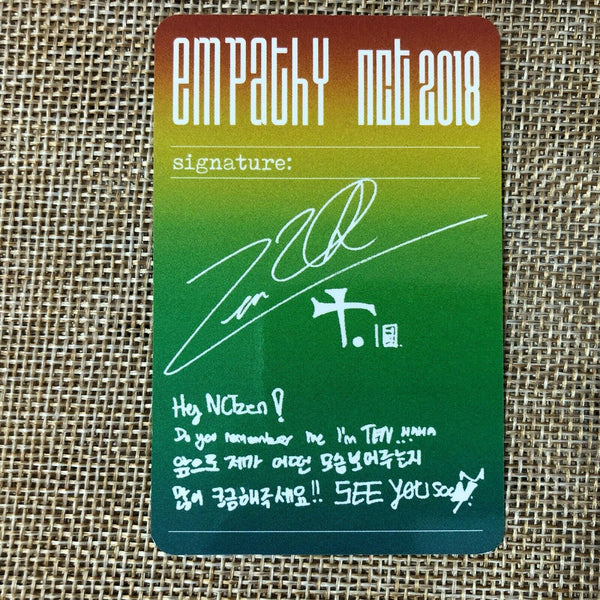 empathy nct 2018
signature:
Ten
Hey NCTzen!
Do you remember me I'm TEN..HAHA
앞으로 제가 어떤 모습보여주는지
많이 궁금해주세요!! SEE YOU soon